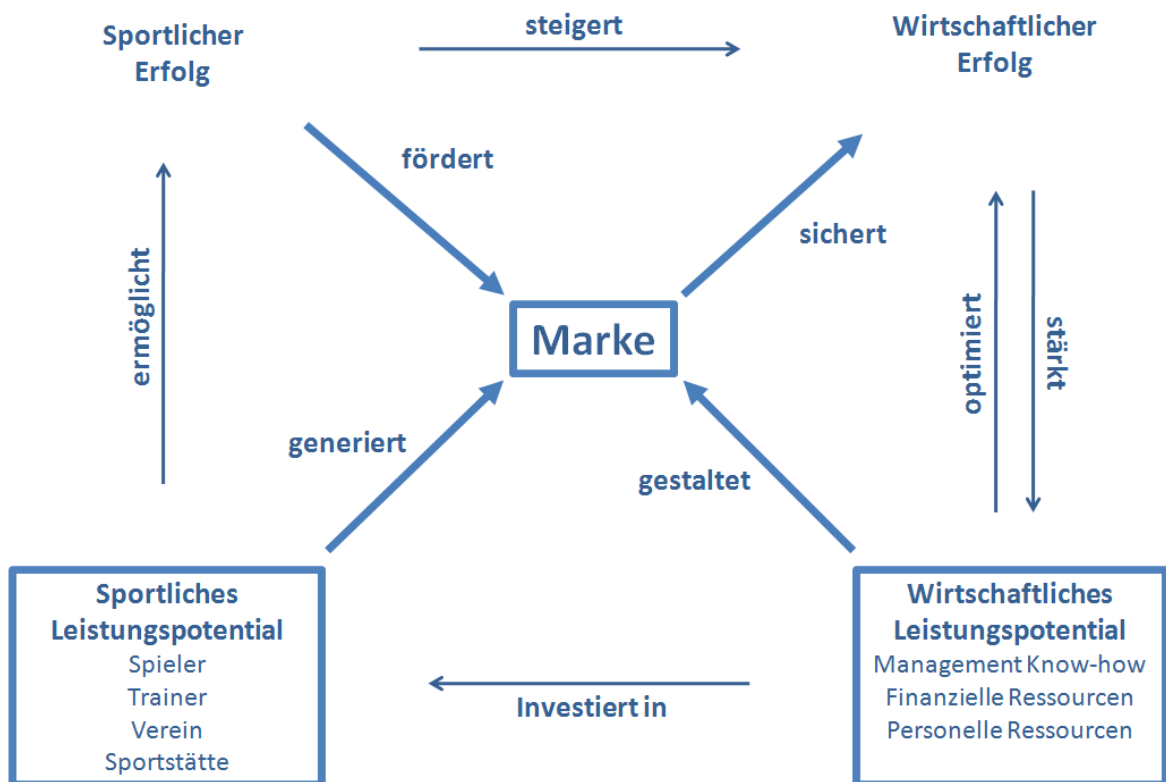 Sportlicher
Erfolg
steigert
Wirtschaftlicher
Erfolg
fördert
sichert
ermöglicht
Marke
optimiert
stärkt
generiert
gestaltet
Sportliches
Leistungspotential
Spieler
Trainer
Verein
Sportstätte
Investiert in
Wirtschaftliches
Leistungspotential
Management Know-how
Finanzielle Ressourcen
Personelle Ressourcen